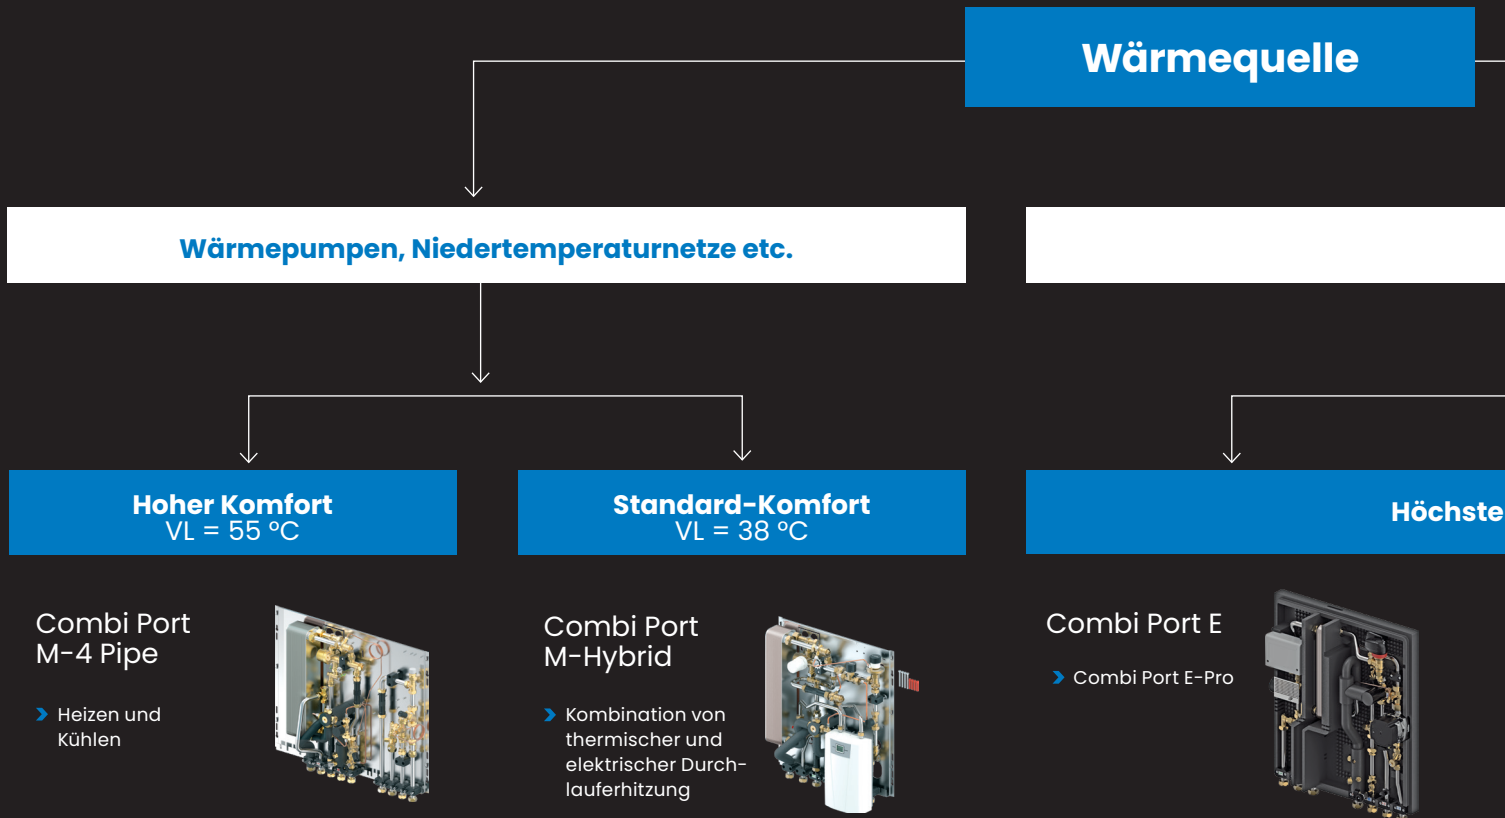 Wärmequelle
Wärmepumpen, Niedertemperaturnetze etc.
Hoher Komfort
VL = 55 °C
Standard-Komfort
VL = 38 °C
Höchste
Combi Port
M-4 Pipe
Heizen und
Kühlen
Combi Port
M-Hybrid
Kombination von
thermischer und
elektrischer Durch-
lauferhitzung
Combi Port E
Combi Port E-Pro